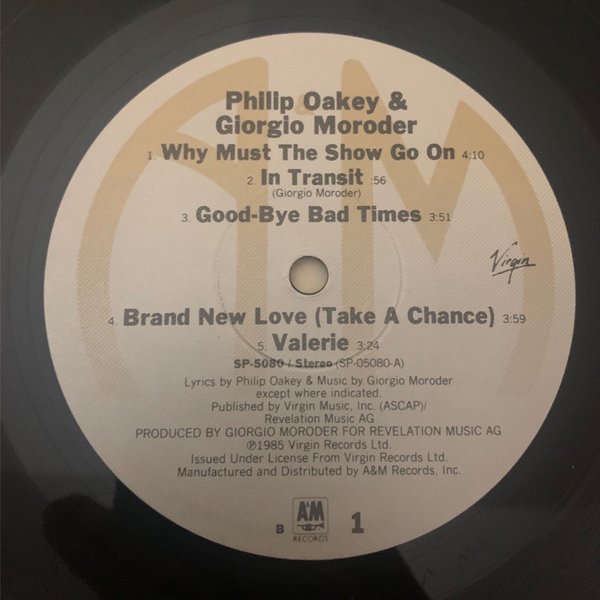 Philip Oakey &
Giorgio Moroder
1. Why Must The Show Go On 4:10
2. In Transit :56
(Giorgio Moroder)
3. Good-Bye Bad Times 3:51
Virgin
4. Brand New Love (Take A Chance) 3:59
5. Valerie 3:24
SP-5080 / Stereo (SP-05080-A)
Lyrics by Philip Oakey & Music by Giorgio Moroder
except where indicated.
Published by Virgin Music, Inc. (ASCAP)/
Revelation Music AG
PRODUCED BY GIORGIO MORODER FOR REVELATION MUSIC AG
℗1985 Virgin Records Ltd.
Issued Under License From Virgin Records Ltd.
Manufactured and Distributed by A&M Records, Inc.
A&M
RECORDS
B 1